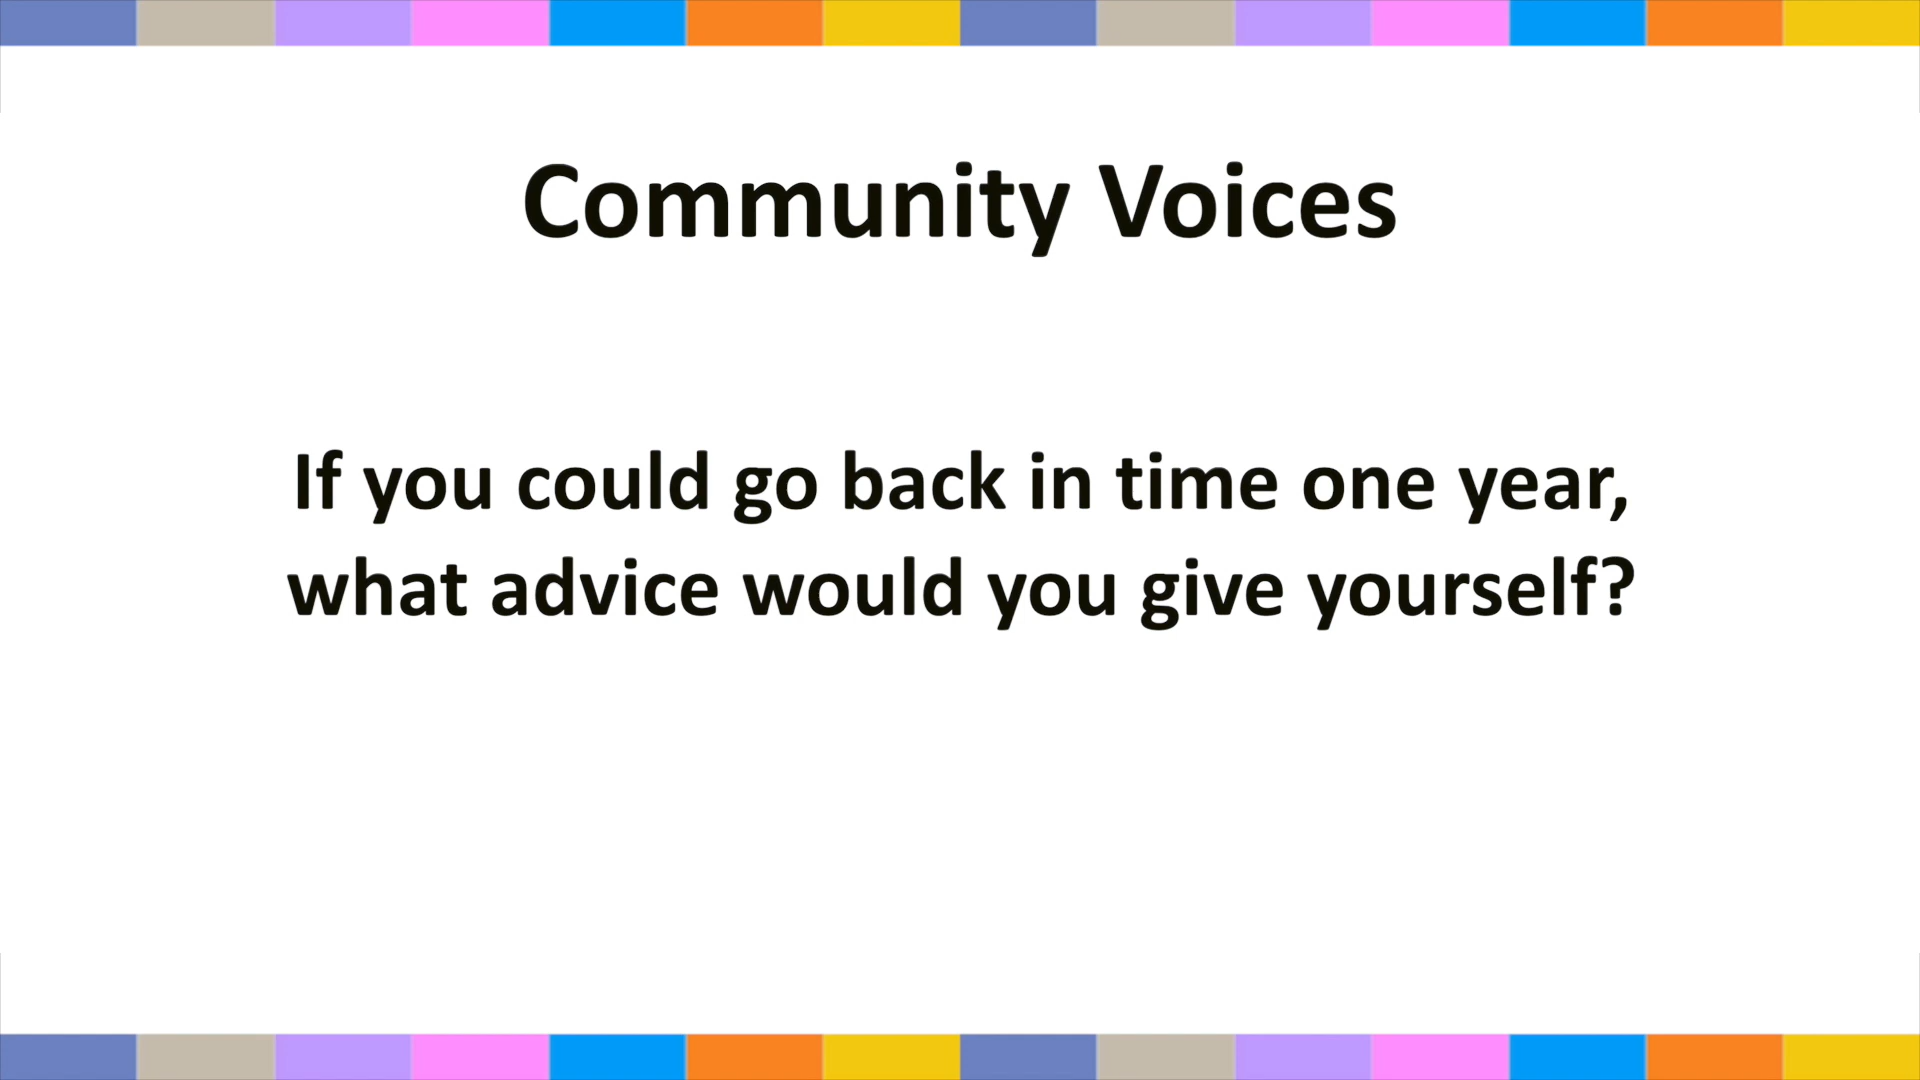 Community Voices
If you could go back in time one year,
what advice would you give yourself?